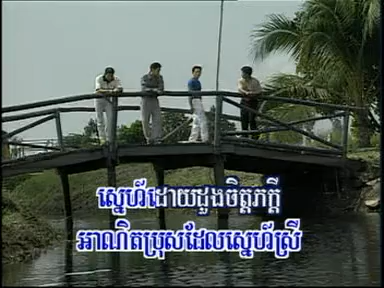 ស្នេហ៍ដោយដួងចិត្តភក្ដី
អាណិតប្រុសដែលស្នេហ៍ស្រី